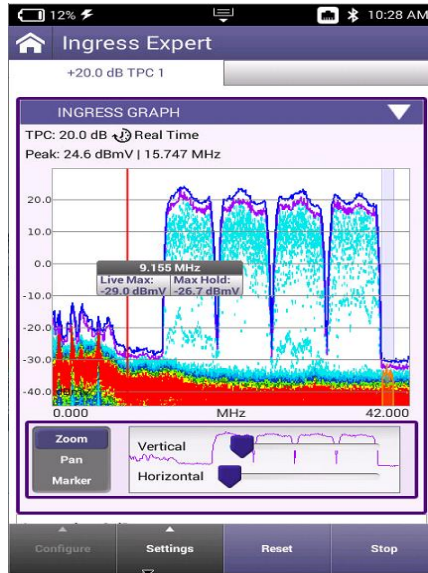 12%
10:28 AM
Ingress Expert
+20.0 dB TPC 1
INGRESS GRAPH
TPC: 20.0 dB Real Time
Peak: 24.6 dBmV | 15.747 MHz
20.0
10.0
0.0
9.155 MHz
Live Max: Max Hold:
-29.0 dBmV -26.7 dBmV
-10.0
-20.0
-30.0
-40.0
0.000 MHz 42.000
Zoom
Pan
Marker
Vertical
Horizontal
Configure Settings Reset Stop